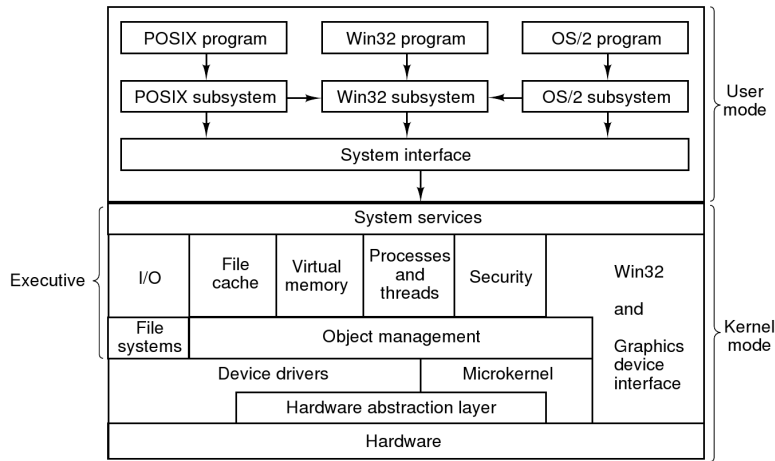 POSIX program
Win32 program
OS/2 program
POSIX subsystem
Win32 subsystem
OS/2 subsystem
User
mode
System interface
System services
Executive
I/O
File
cache
Virtual
memory
Processes
and
threads
Security
Win32
and
Graphics
device
interface
Kernel
mode
File
systems
Object management
Device drivers
Microkernel
Hardware abstraction layer
Hardware